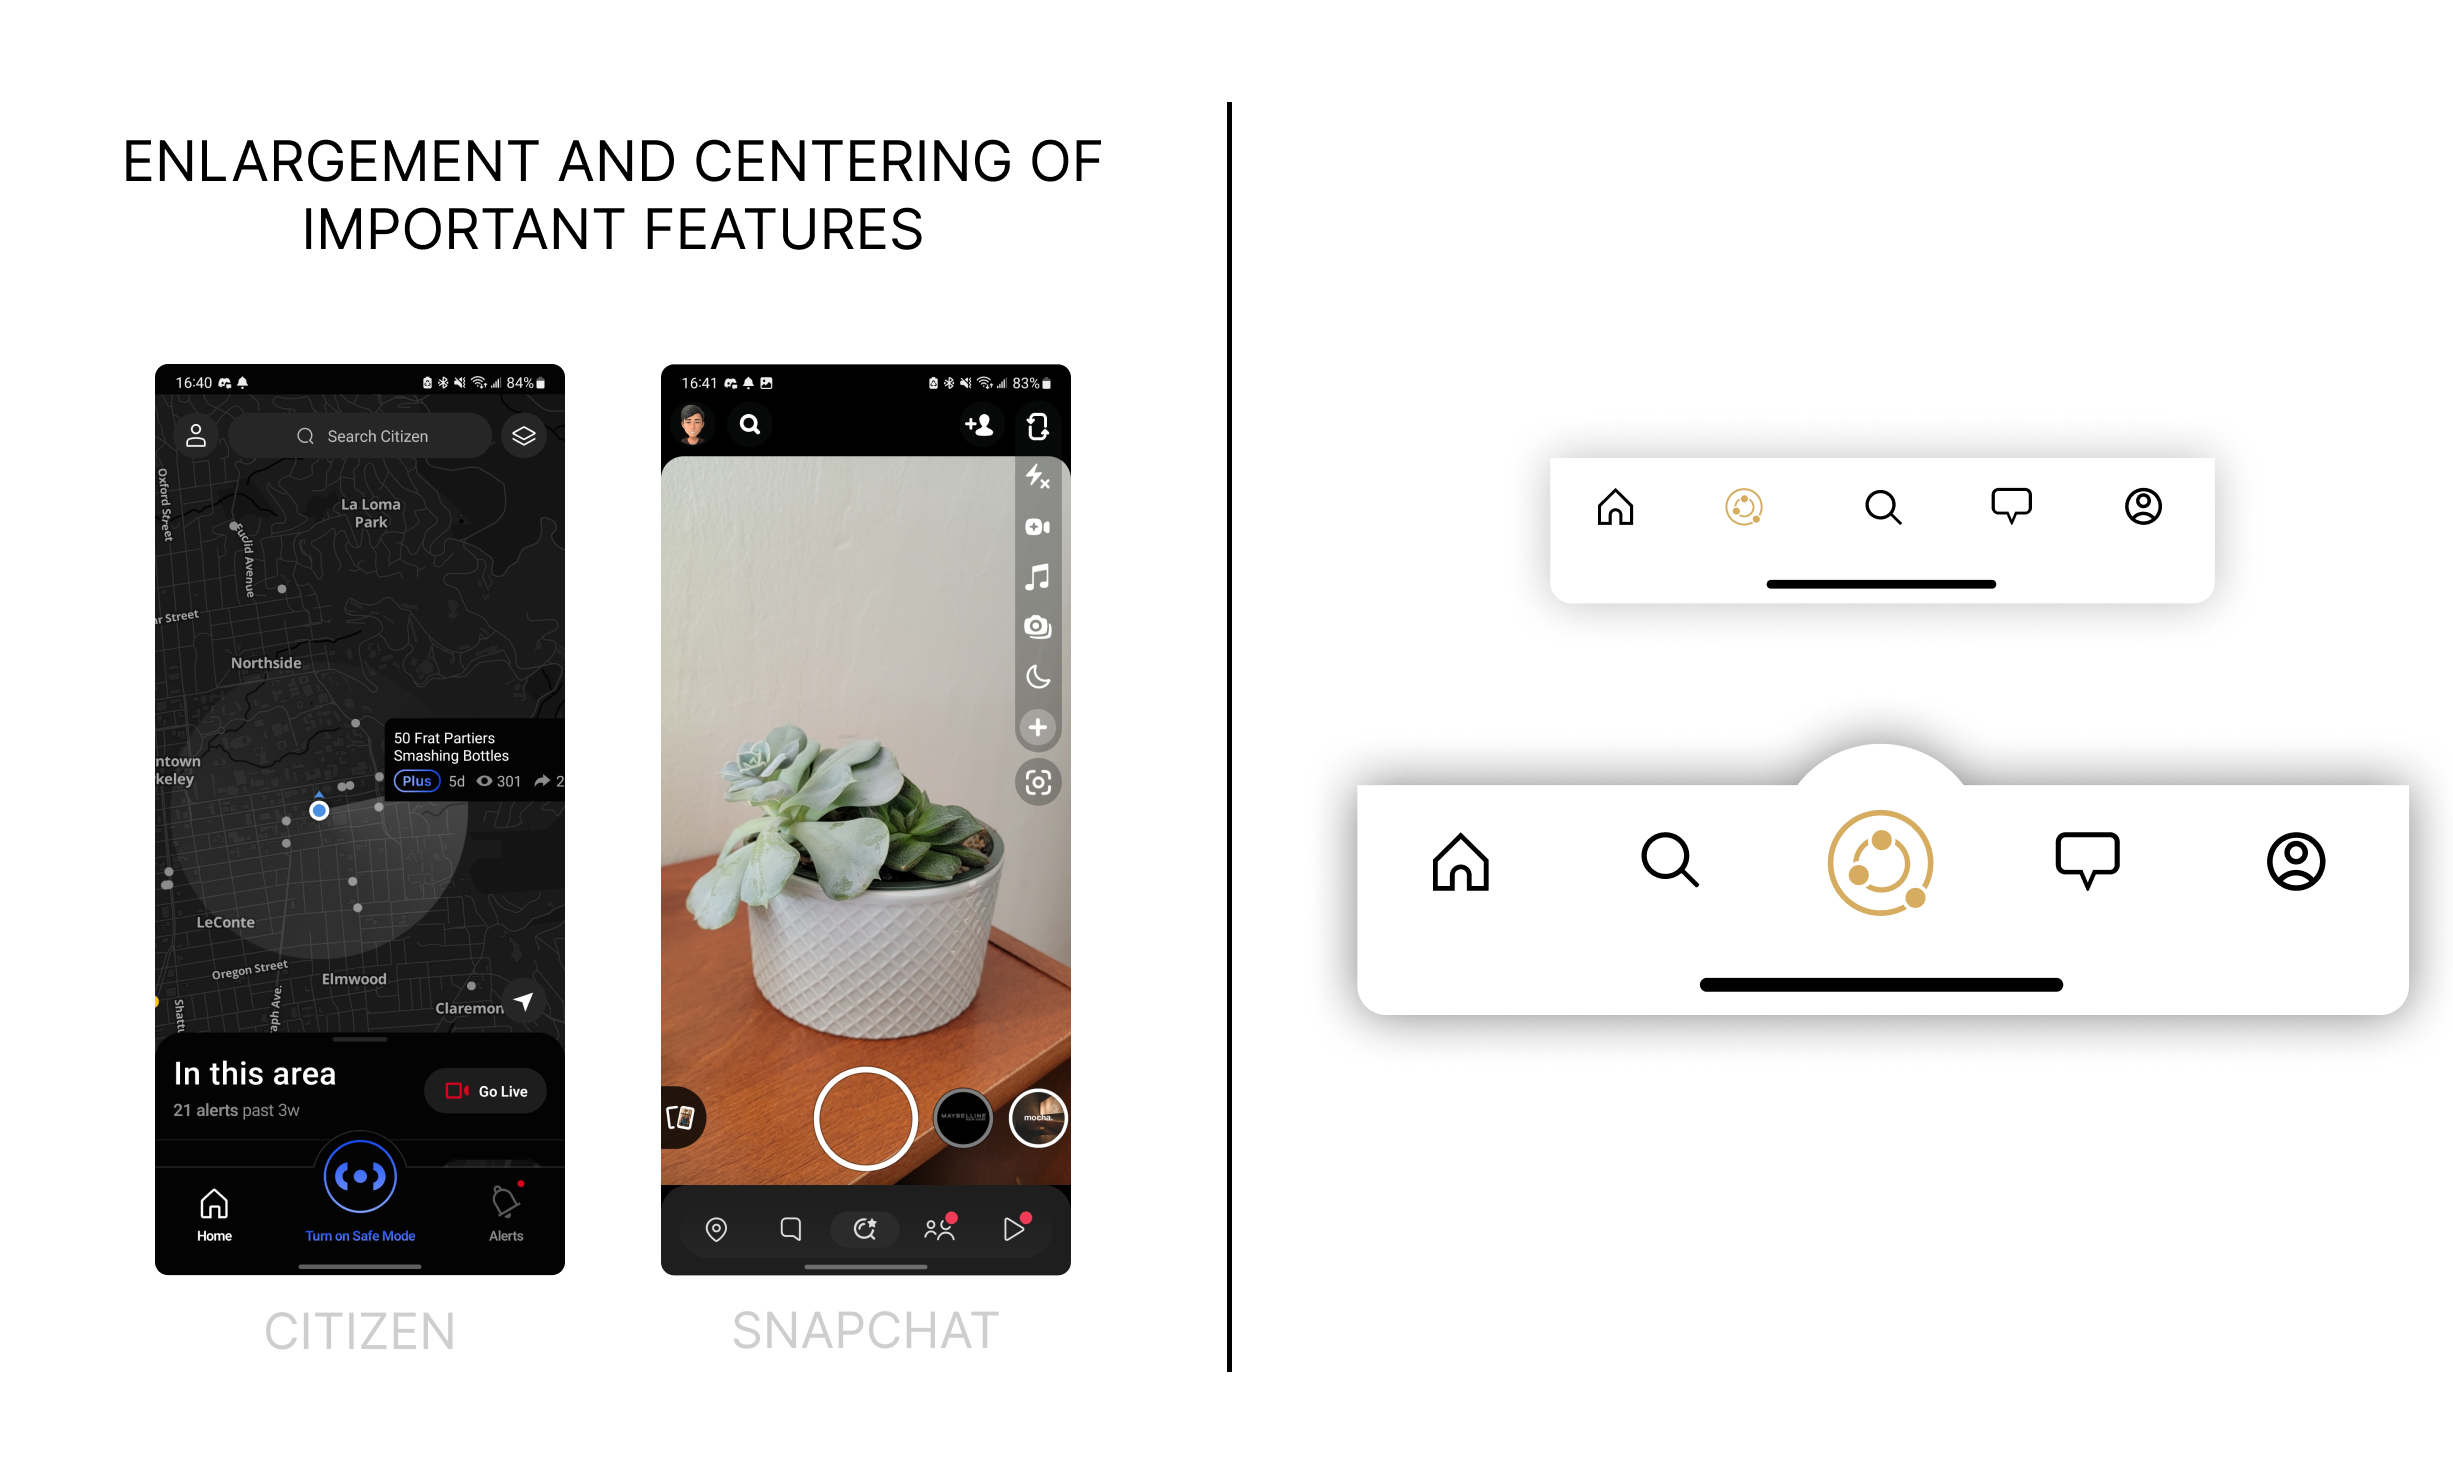 ENLARGEMENT AND CENTERING OF
IMPORTANT FEATURES
16:40
84%
Search Citizen
La Loma
Park
Oxford Street
Euclid Avenue
ar Street
Northside
ntown
keley
50 Frat Partiers
Smashing Bottles
Plus 5d 301 2
LeConte
Oregon Street
Elmwood
Claremon
Shattu
raph Ave.
In this area
21 alerts past 3w
Go Live
Home
Turn on Safe Mode
Alerts
CITIZEN
16:41
83%
MAYBELLINE
mocha.
SNAPCHAT